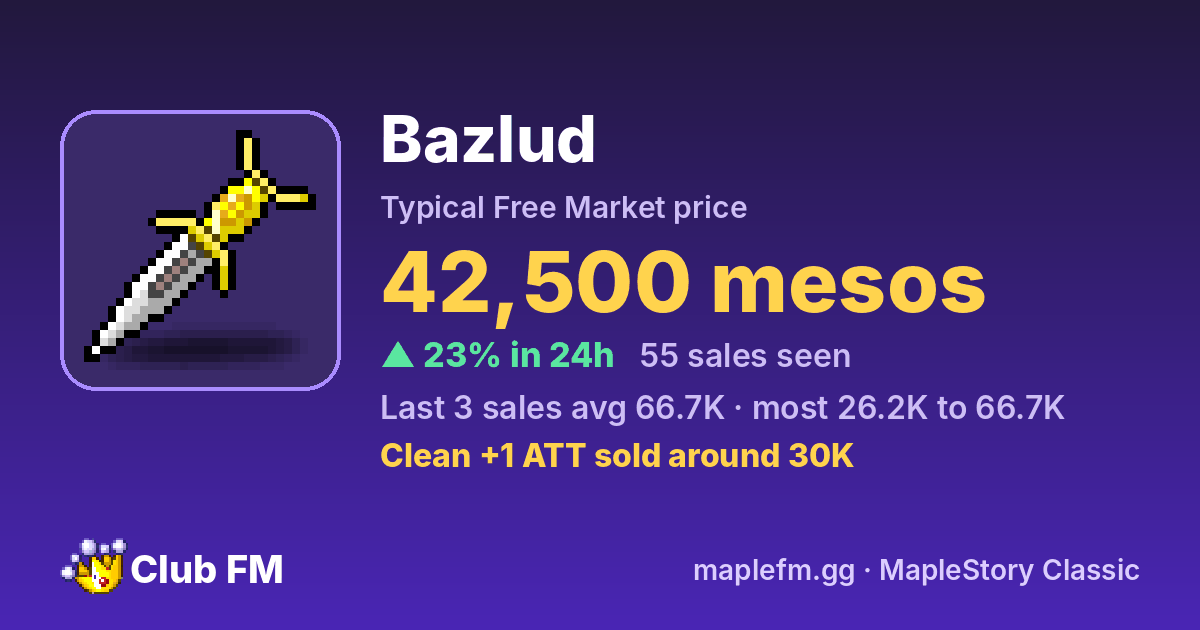 Bazlud
Typical Free Market price
42,500 mesos
▲ 23% in 24h 55 sales seen
Last 3 sales avg 66.7K · most 26.2K to 66.7K
Clean +1 ATT sold around 30K
Club FM
maplefm.gg · MapleStory Classic